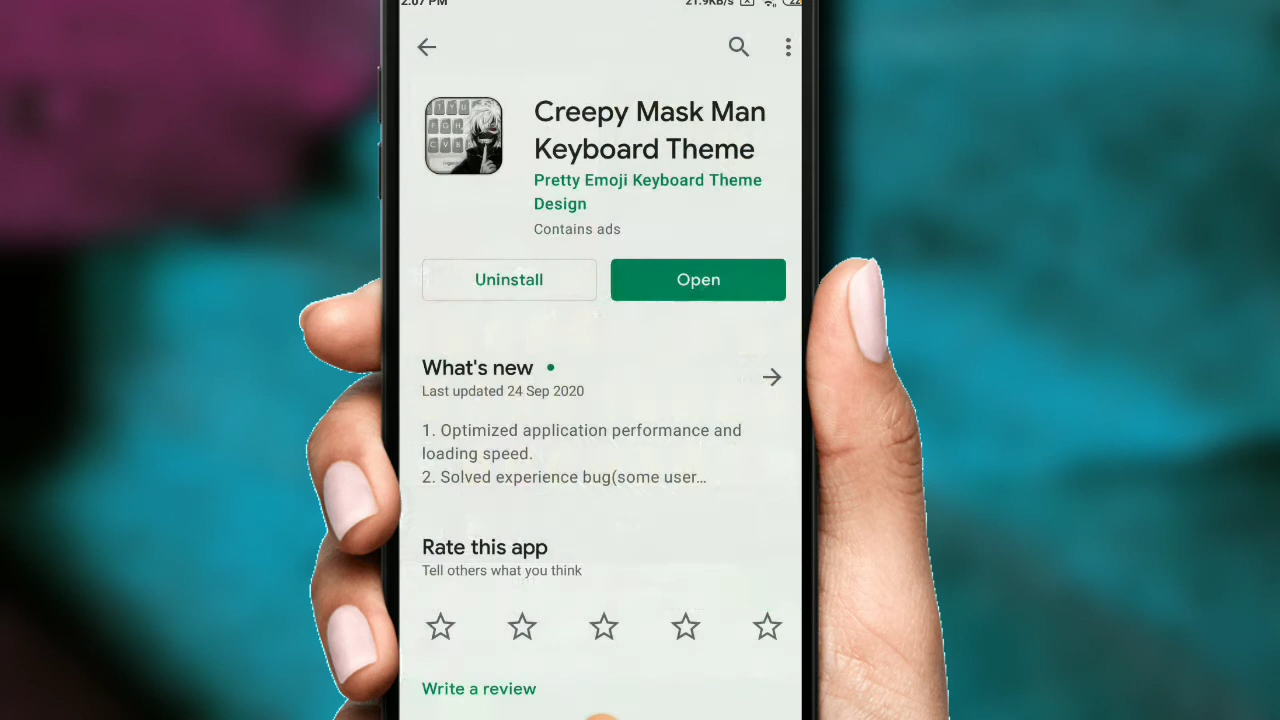 2:07 PM
21.9KB/s
22
Creepy Mask Man
Keyboard Theme
Pretty Emoji Keyboard Theme
Design
Contains ads
Uninstall
Open
What's new
Last updated 24 Sep 2020
1. Optimized application performance and
loading speed.
2. Solved experience bug(some user...
Rate this app
Tell others what you think
Write a review